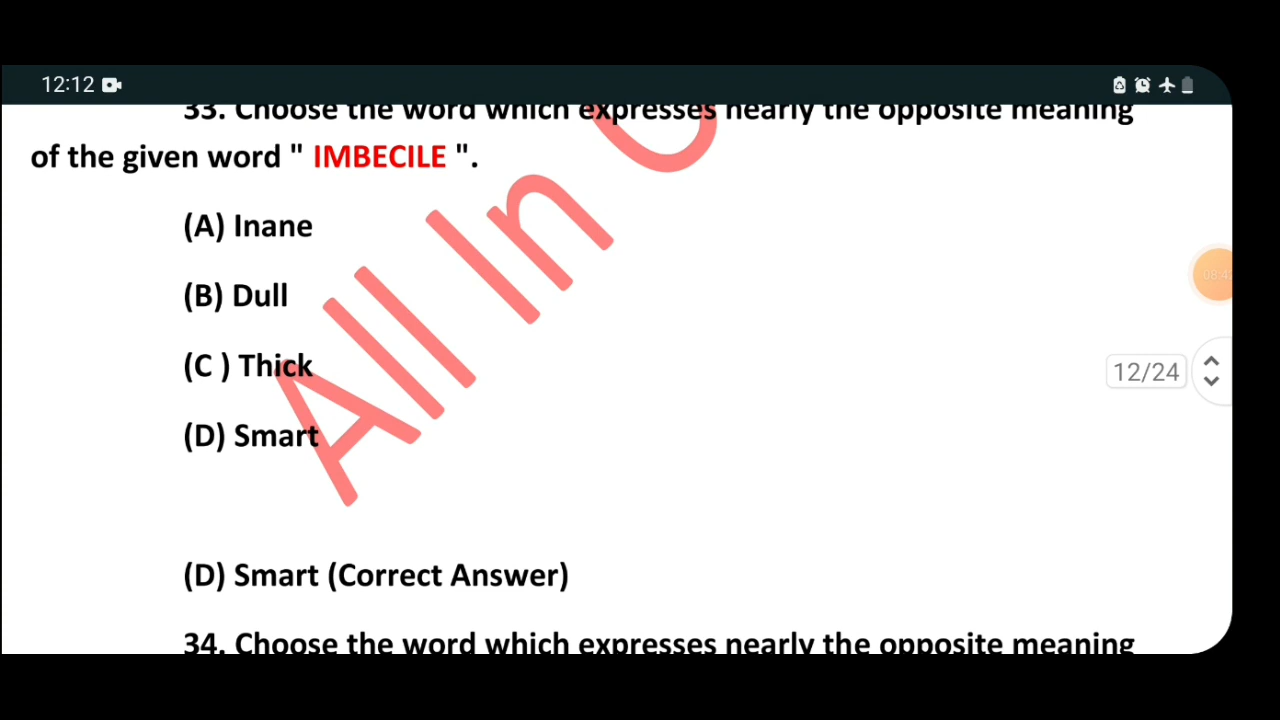 12:12
33. Choose the word which expresses nearly the opposite meaning
of the given word " IMBECILE ".
(A) Inane
(B) Dull
(C ) Thick
(D) Smart
12/24
(D) Smart (Correct Answer)
34. Choose the word which expresses nearly the opposite meaning
All In